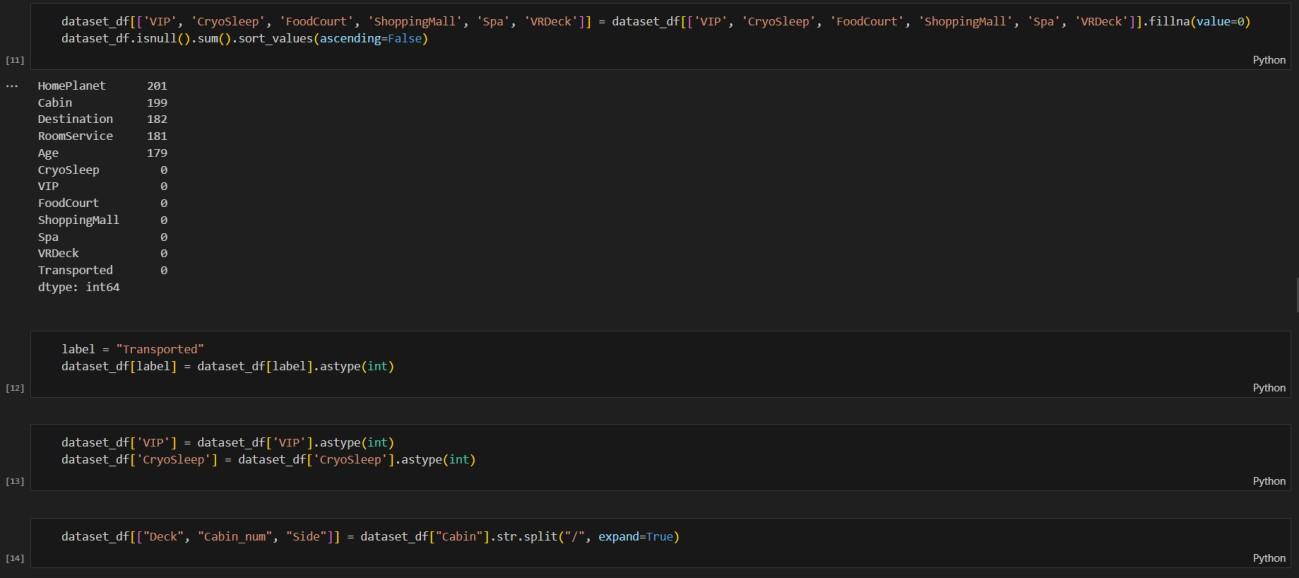 dataset_df[['VIP', 'CryoSleep', 'FoodCourt', 'ShoppingMall', 'Spa', 'VRDeck']] = dataset_df[['VIP', 'CryoSleep', 'FoodCourt', 'ShoppingMall', 'Spa', 'VRDeck']].fillna(value=0)
dataset_df.isnull().sum().sort_values(ascending=False)
[11] Python
... HomePlanet 201
Cabin 199
Destination 182
RoomService 181
Age 179
CryoSleep 0
VIP 0
FoodCourt 0
ShoppingMall 0
Spa 0
VRDeck 0
Transported 0
dtype: int64
label = "Transported"
dataset_df[label] = dataset_df[label].astype(int)
[12] Python
dataset_df['VIP'] = dataset_df['VIP'].astype(int)
dataset_df['CryoSleep'] = dataset_df['CryoSleep'].astype(int)
[13] Python
dataset_df[["Deck", "Cabin_num", "Side"]] = dataset_df["Cabin"].str.split("/", expand=True)
[14] Python